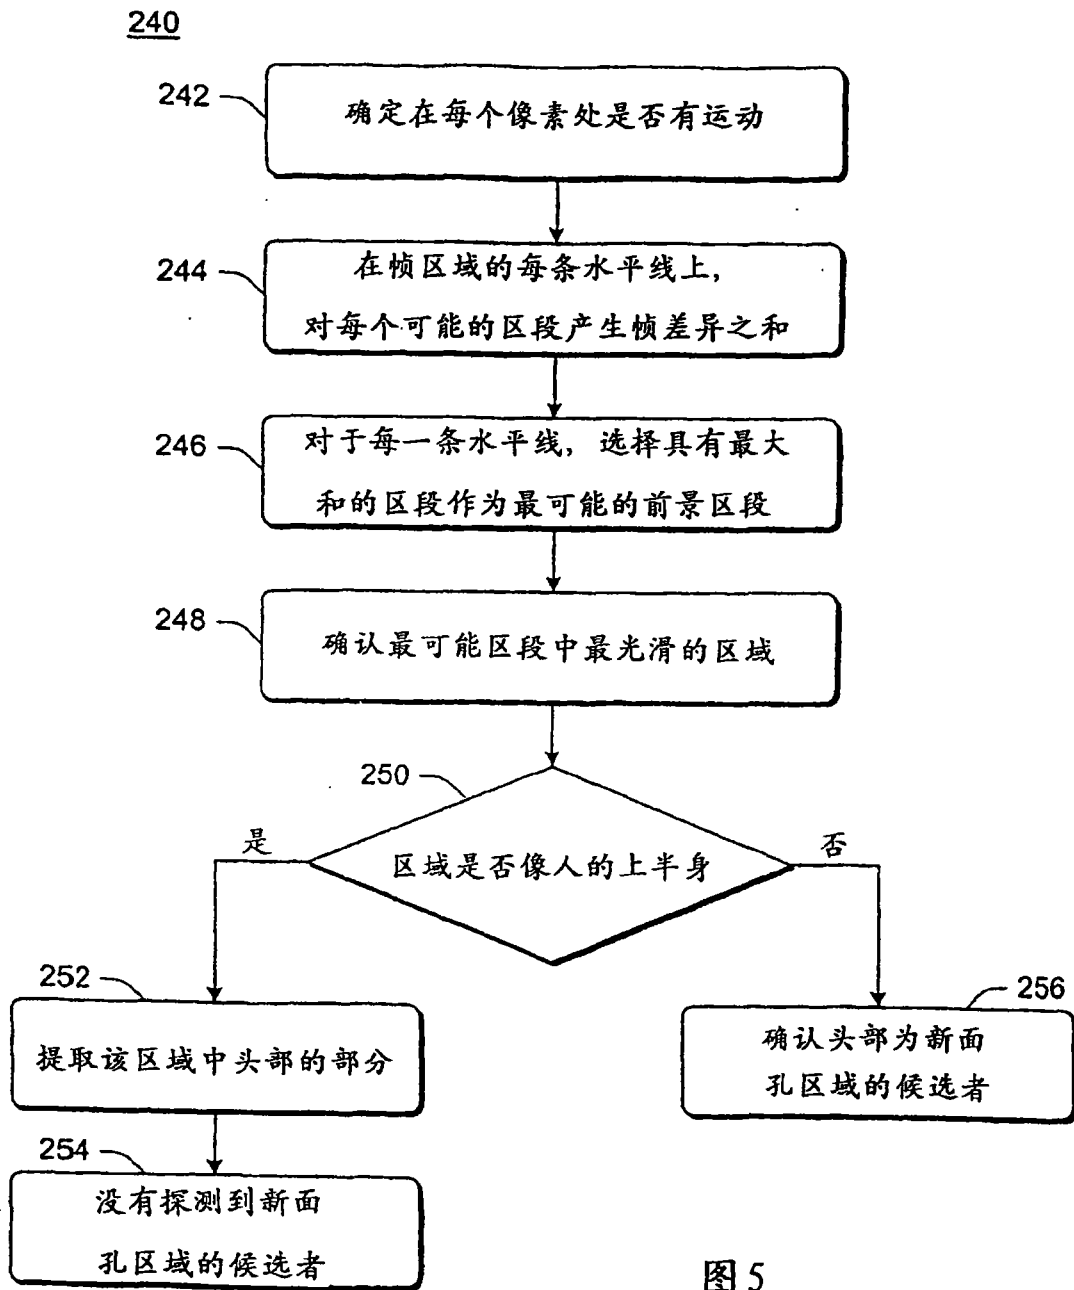 240
242
确定在每个像素处是否有运动
244
在帧区域的每条水平线上，
对每个可能的区段产生帧差异之和
246
对于每一条水平线，选择具有最大
和的区段作为最可能的前景区段
248
确认最可能区段中最光滑的区域
250
是
否
区域是否像人的上半身
252
提取该区域中头部的部分
256
确认头部为新面
孔区域的候选者
254
没有探测到新面
孔区域的候选者
图 5